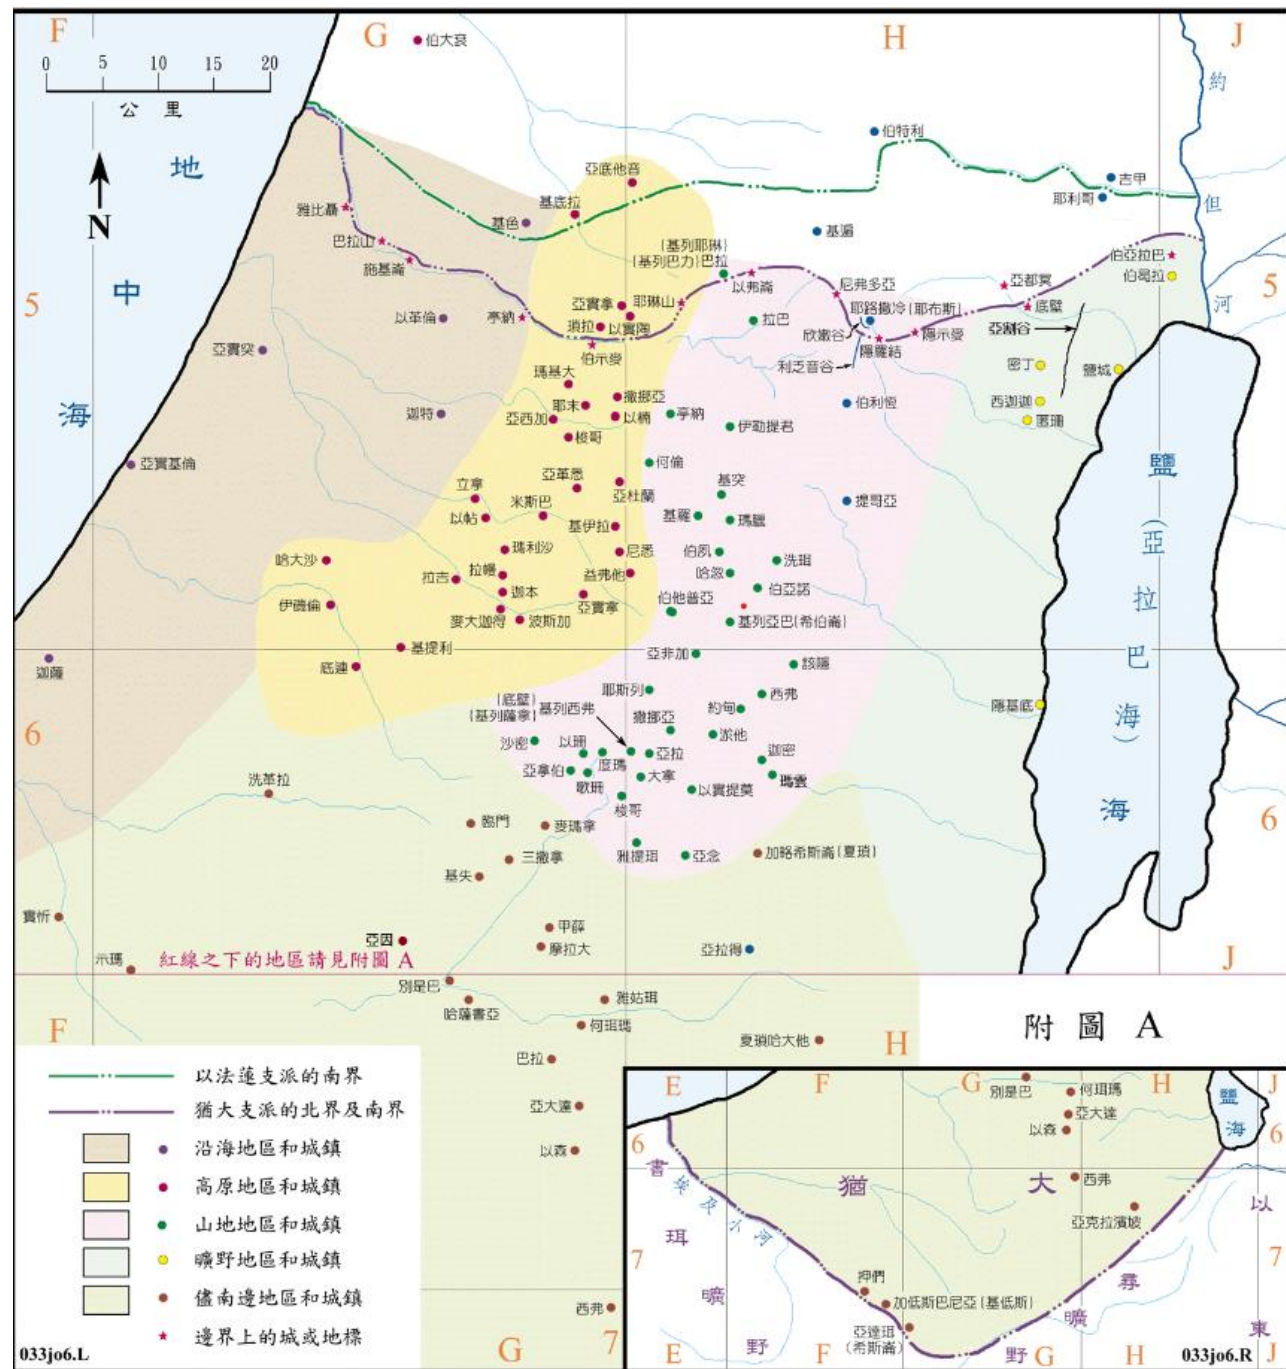 F
G
H
J
0 5 10 15 20
公里
N
地
中
海
伯大袞
伯特利
吉甲
耶利哥
約
但
河
亞底他音
基底拉
基色
雅比聶
巴拉山
施基崙
基遍
(基列耶琳)
(基列巴力)巴拉
以弗崙
尼弗多亞
亞都冥
伯亞拉巴
伯曷拉
5
5
亞實拿
耶琳山
瑣拉
以實陶
亭納
以革倫
拉巴
耶路撒冷(耶布斯)
欣嫩谷
隱羅結
隱示麥
底壁
亞割谷
亞實突
伯示麥
利乏音谷
密丁
鹽城
瑪基大
耶末
撒挪亞
迦特
亞西加
以楠
亭納
伯利恆
西迦迦
匿珊
梭哥
伊勒提君
亞實基倫
何倫
鹽
(亞拉巴海)
海
亞革悉
亞杜蘭
基突
立拿
米斯巴
提哥亞
以帖
基伊拉
基羅
瑪臘
瑪利沙
尼悉
伯夙
洗珥
哈大沙
拉吉
拉幔
益弗他
哈敘
伊磯倫
迦本
亞實拿
伯他普亞
伯亞諾
麥大迦得
波斯加
基列亞巴(希伯崙)
基提利
亞非加
該隱
迦薩
底連
耶斯列
西弗
隱基底
(底壁)
(基列薩拿)
基列西弗
約旬
6
撒挪亞
淤他
沙密
以珊
度瑪
亞拉
迦密
亞拿伯
歌珊
大拿
瑪雲
洗革拉
梭哥
以實提莫
臨門
麥瑪拿
6
三撒拿
雅提珥
亞念
加略希斯崙(夏瑣)
基失
實忻
甲薛
亞因
摩拉大
亞拉得
示瑪
紅線之下的地區請見附圖 A
J
別是巴
哈薩書亞
雅姑珥
F
何珥瑪
夏瑣哈大他
H
附圖 A
巴拉
亞大達
以森
西弗
G
7
以法蓮支派的南界
猶大支派的北界及南界
沿海地區和城鎮
高原地區和城鎮
山地地區和城鎮
曠野地區和城鎮
儘南邊地區和城鎮
邊界上的城或地標
033jo6.L
E
F
G
H
J
別是巴
何珥瑪
鹽
海
亞大達
6
以森
6
書
珥
曠
野
埃及小河
猶
大
西弗
亞克拉濱坡
以
東
7
7
押們
加低斯巴尼亞(基低斯)
亞達珥
(希斯崙)
尋
曠
野
E
F
G
H
J
033jo6.R